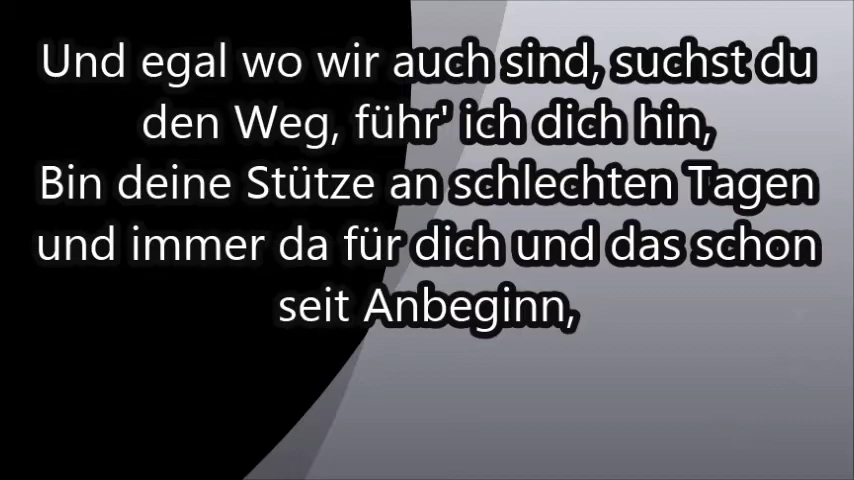 Und egal wo wir auch sind, suchst du
den Weg, führ' ich dich hin,
Bin deine Stütze an schlechten Tagen
und immer da für dich und das schon
seit Anbeginn,